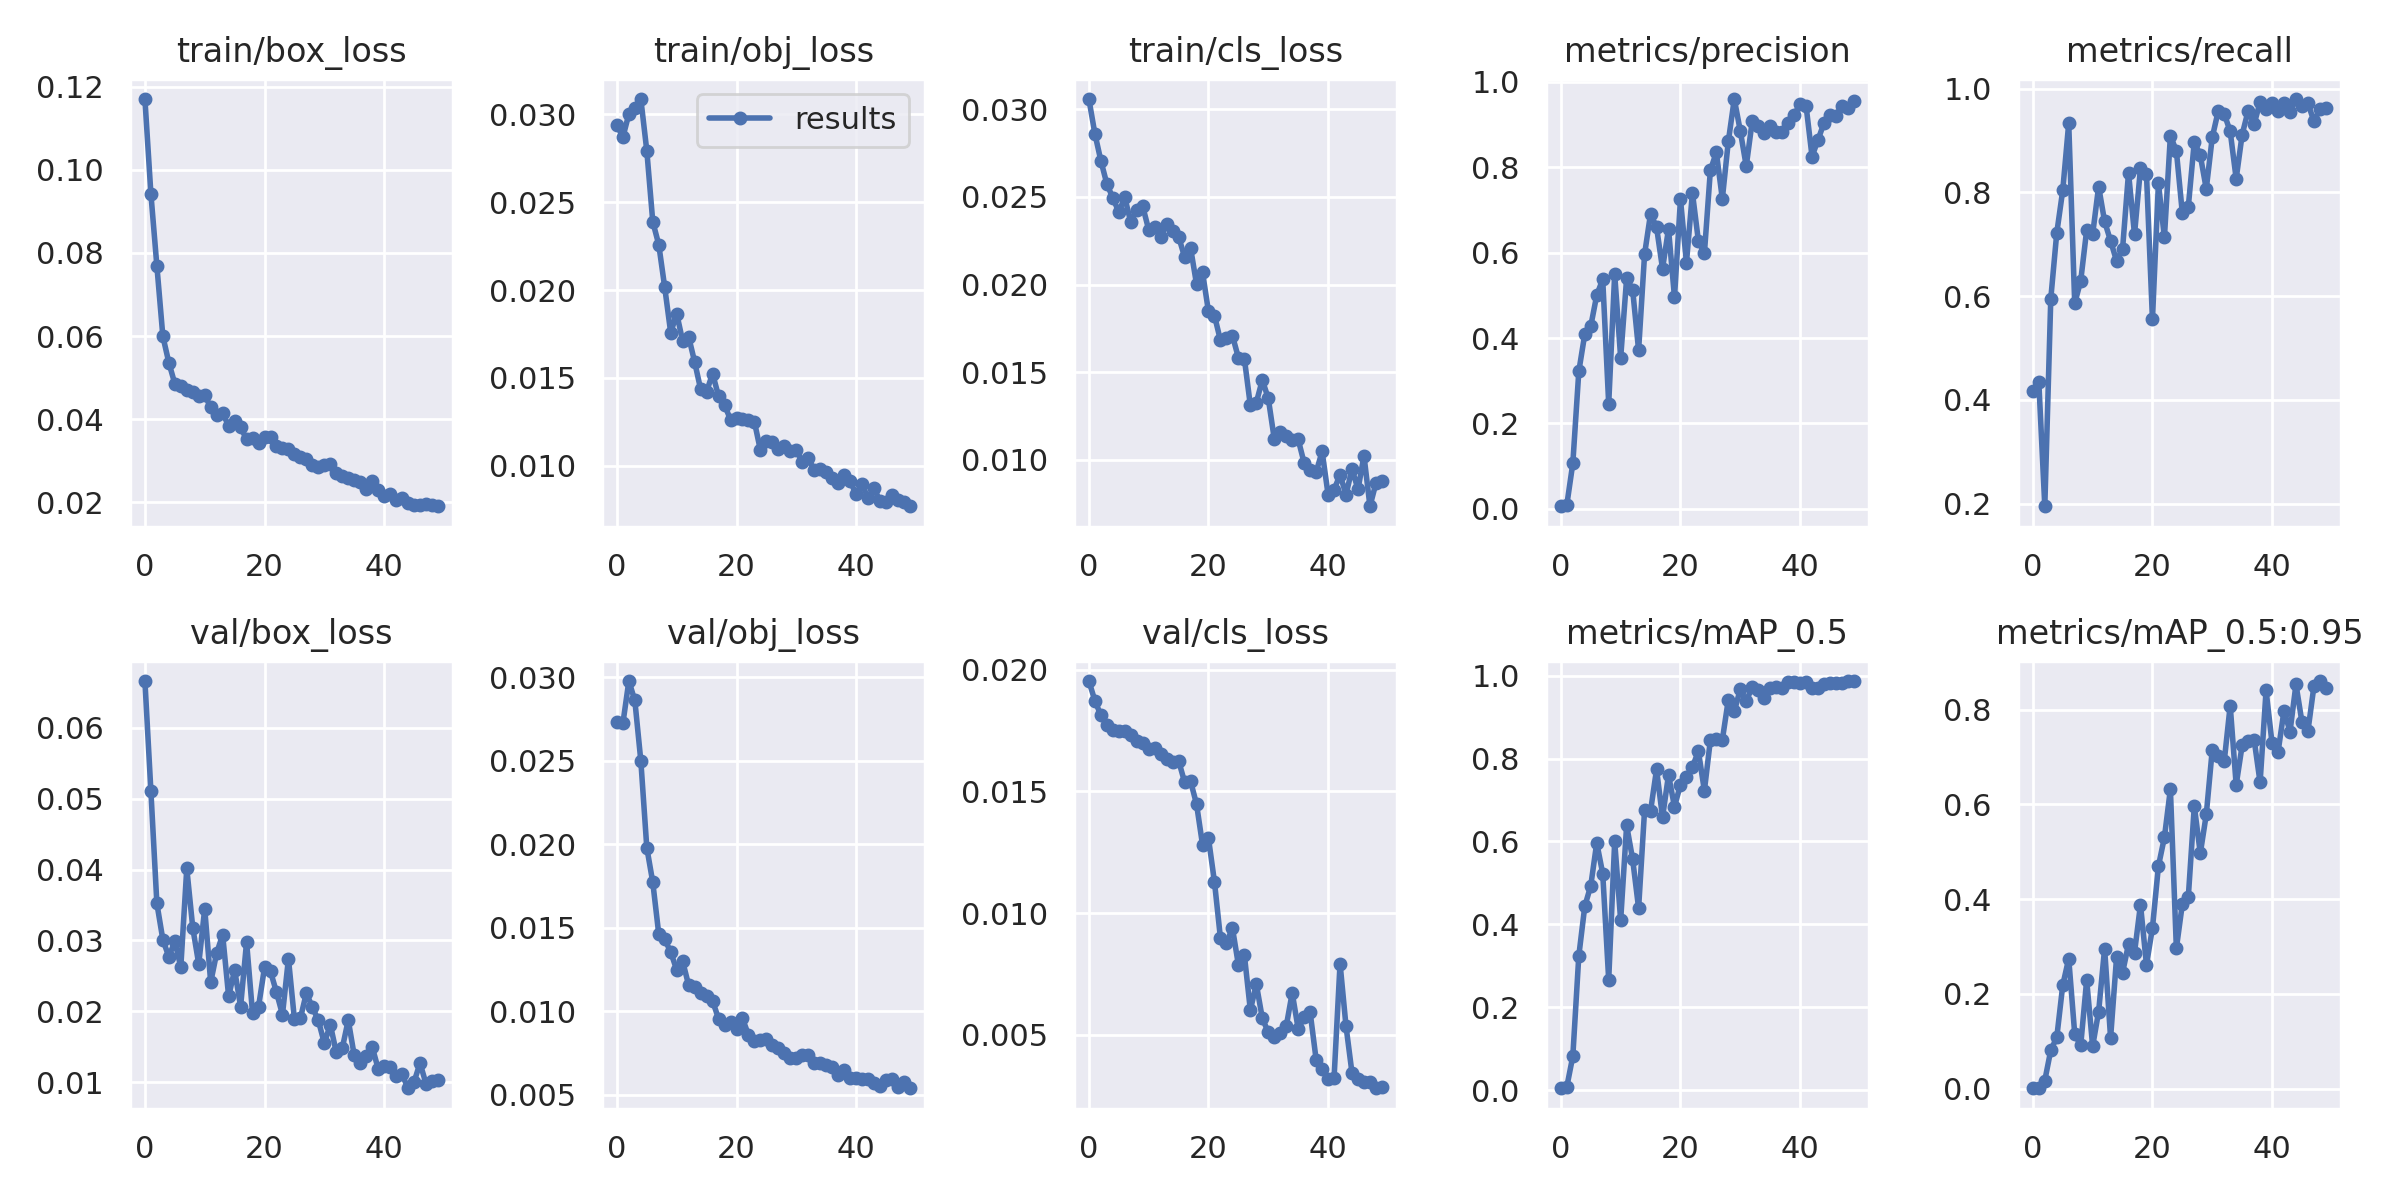 train/box_loss
0.12
0.10
0.08
0.06
0.04
0.02
0 20 40
train/obj_loss
results
0.030
0.025
0.020
0.015
0.010
0 20 40
train/cls_loss
0.030
0.025
0.020
0.015
0.010
0 20 40
metrics/precision
1.0
0.8
0.6
0.4
0.2
0.0
0 20 40
metrics/recall
1.0
0.8
0.6
0.4
0.2
0 20 40
val/box_loss
0.06
0.05
0.04
0.03
0.02
0.01
0 20 40
val/obj_loss
0.030
0.025
0.020
0.015
0.010
0.005
0 20 40
val/cls_loss
0.020
0.015
0.010
0.005
0 20 40
metrics/mAP_0.5
1.0
0.8
0.6
0.4
0.2
0.0
0 20 40
metrics/mAP_0.5:0.95
0.8
0.6
0.4
0.2
0.0
0 20 40